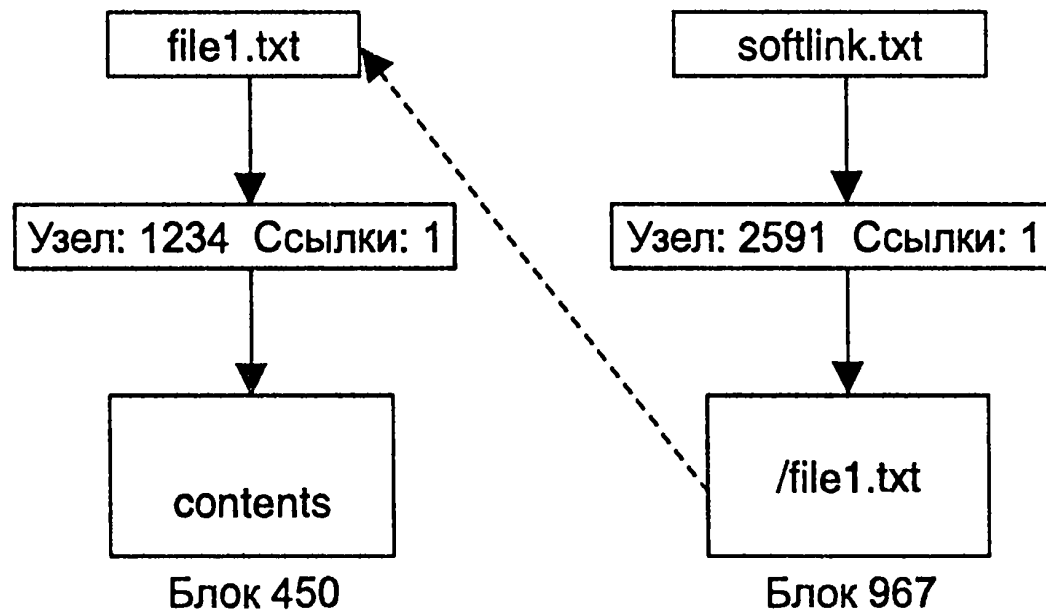 file1.txt
softlink.txt
Узел: 1234 Ссылки: 1
Узел: 2591 Ссылки: 1
contents
/file1.txt
Блок 450
Блок 967